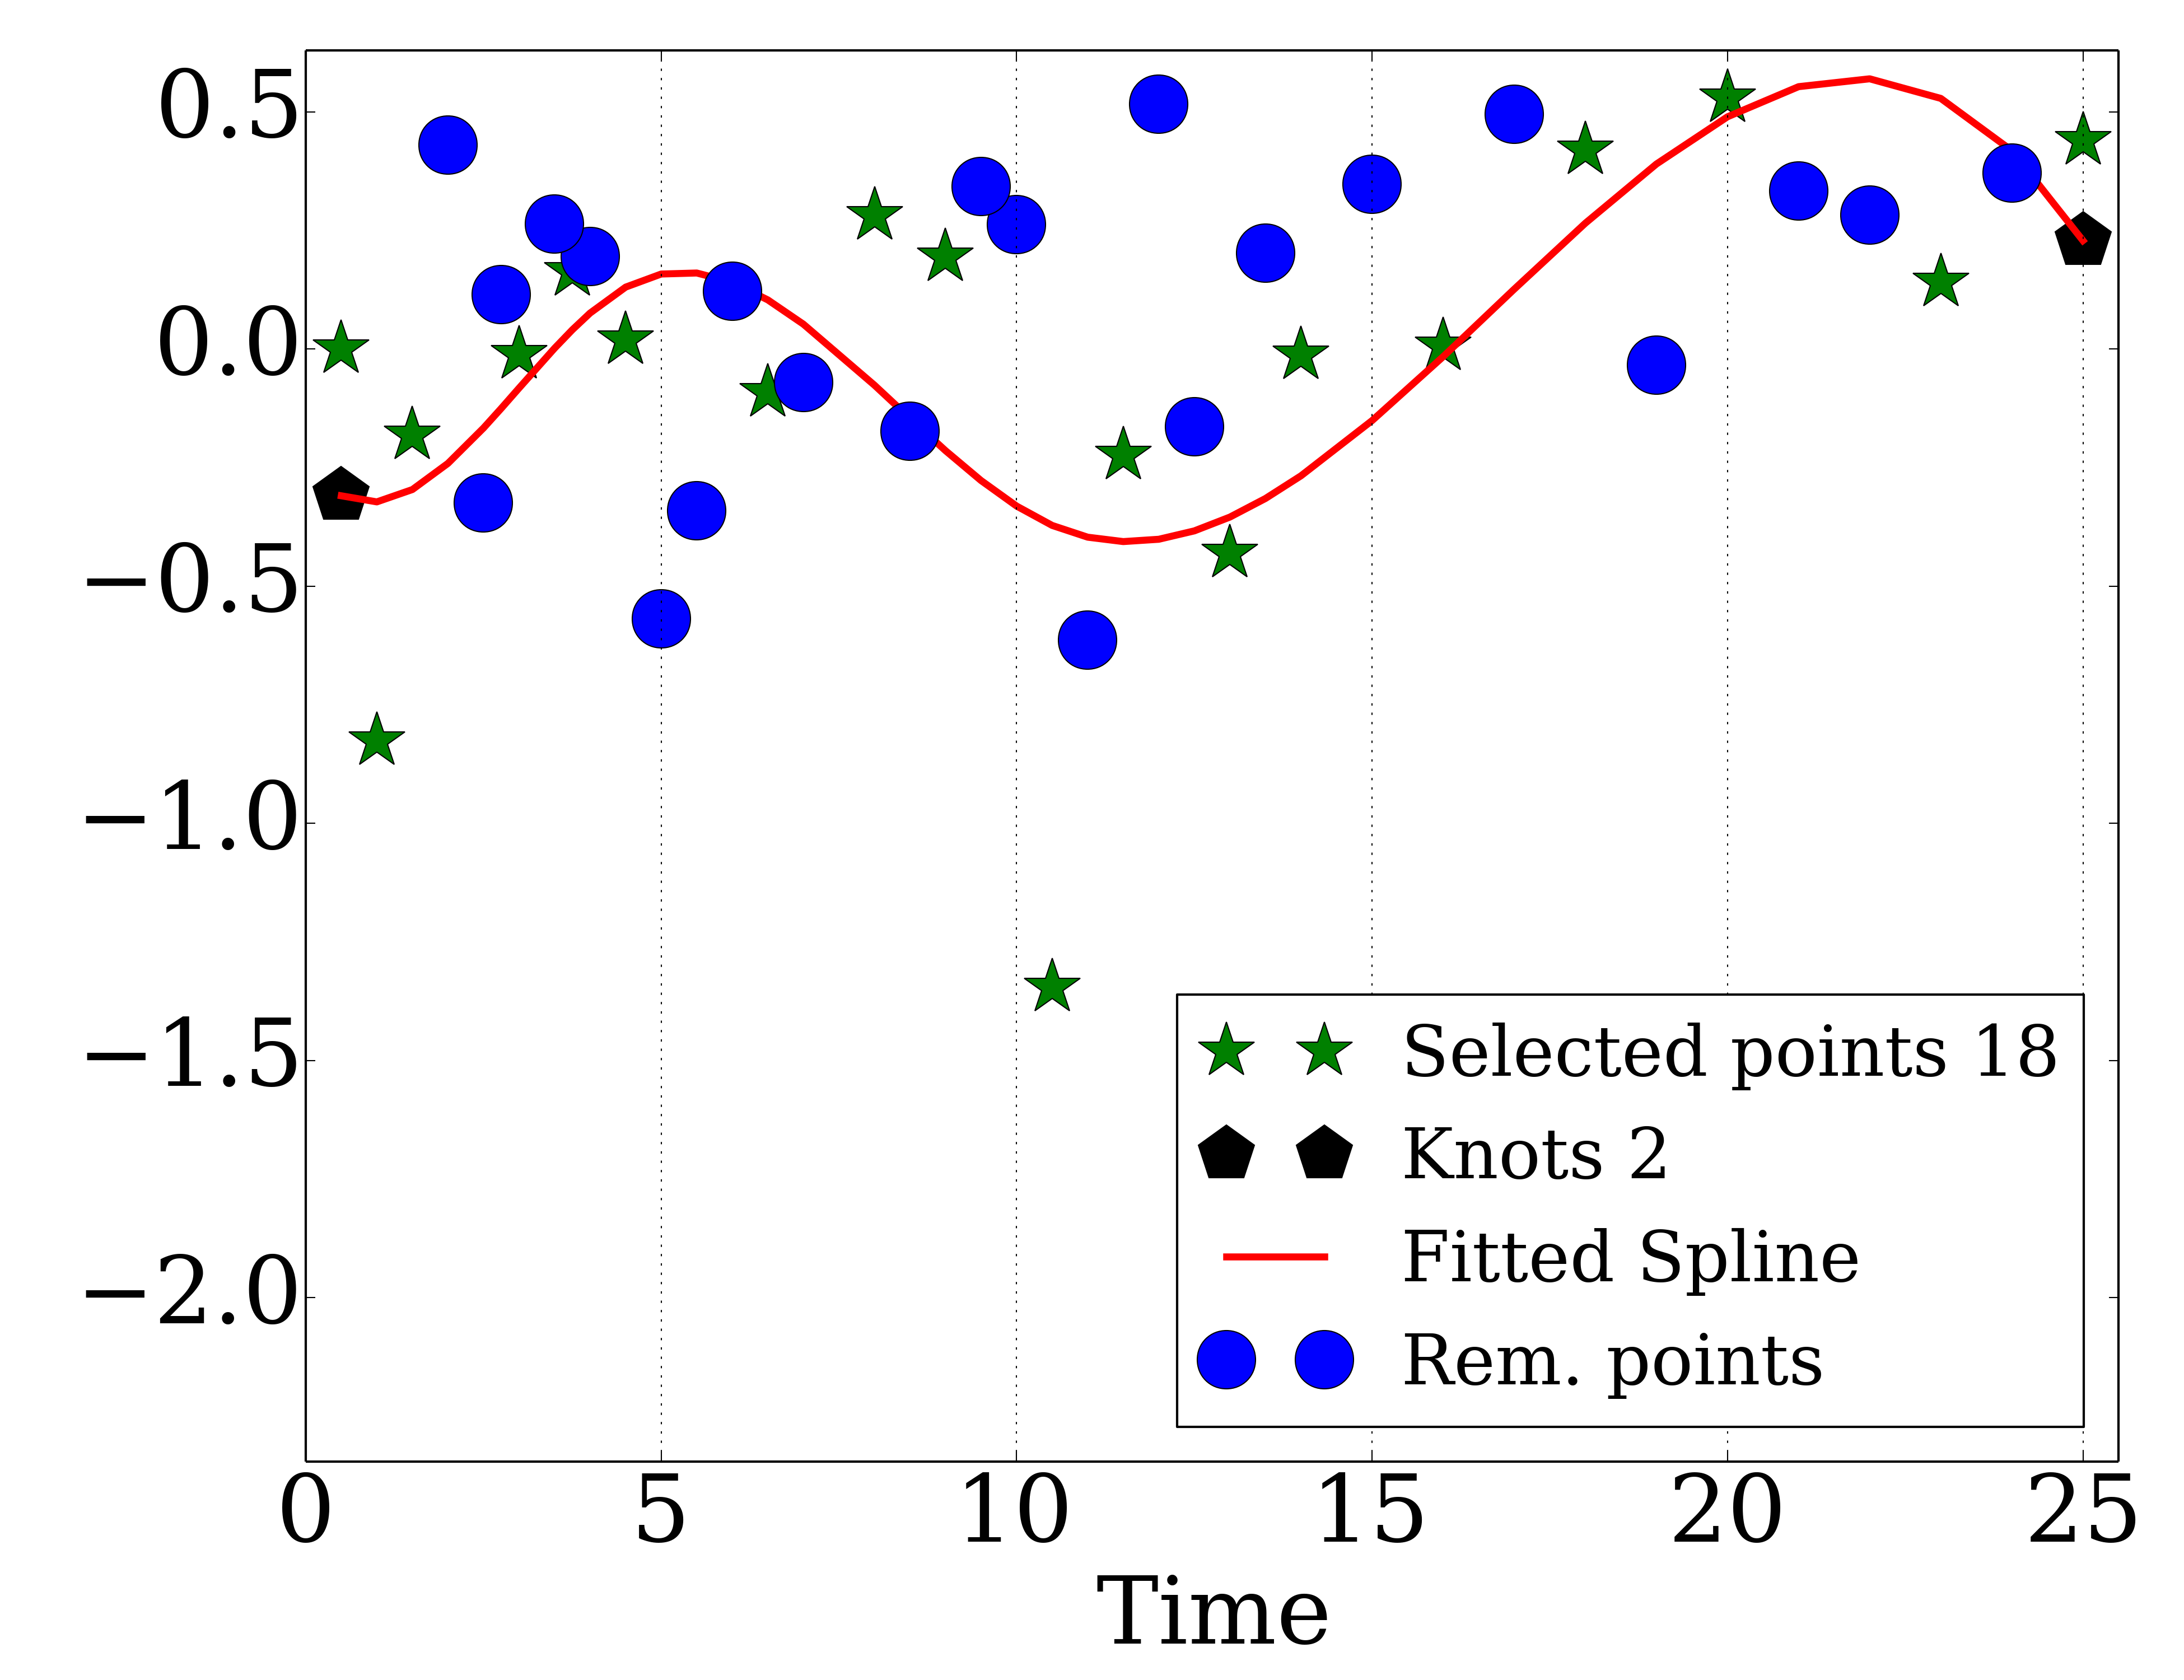 0.5
0.0
−0.5
−1.0
−1.5
−2.0
Selected points 18
Knots 2
Fitted Spline
Rem. points
0 5 10 15 20 25
Time